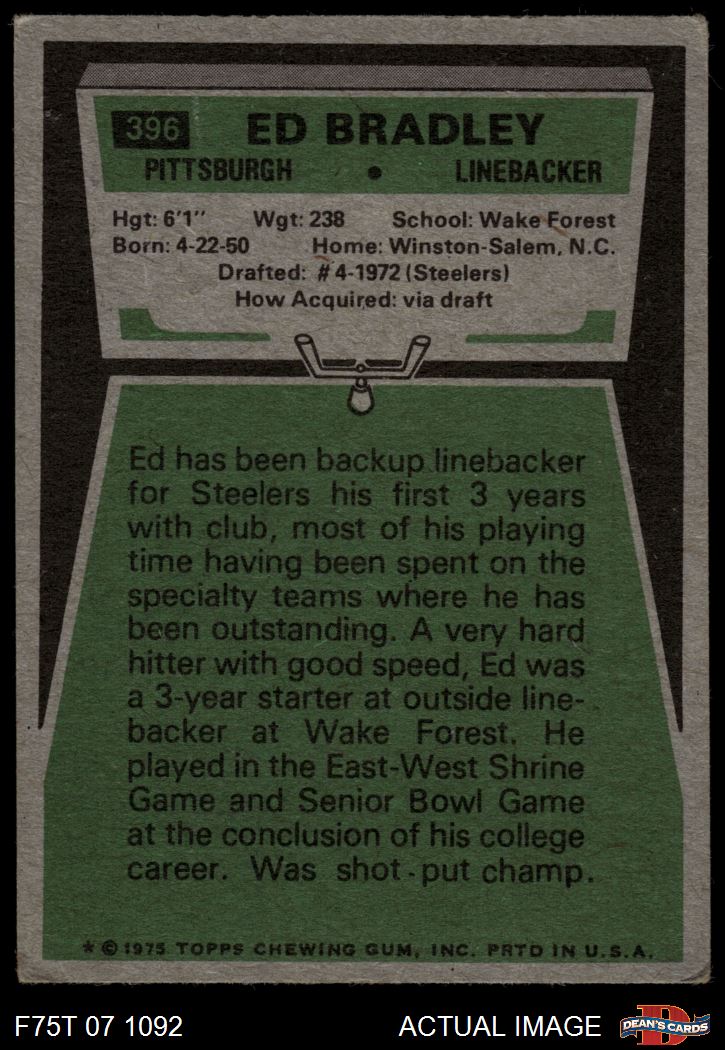 396 ED BRADLEY
PITTSBURGH • LINEBACKER
Hgt: 6'1" Wgt: 238 School: Wake Forest
Born: 4-22-50 Home: Winston-Salem, N.C.
Drafted: #4-1972 (Steelers)
How Acquired: via draft
Ed has been backup linebacker
for Steelers his first 3 years
with club, most of his playing
time having been spent on the
specialty teams where he has
been outstanding. A very hard
hitter with good speed, Ed was
a 3-year starter at outside line-
backer at Wake Forest. He
played in the East-West Shrine
Game and Senior Bowl Game
at the conclusion of his college
career. Was shot-put champ.
* © 1975 TOPPS CHEWING GUM, INC. PRTD IN U.S.A.
F75T 07 1092 ACTUAL IMAGE D DEAN'S CARDS